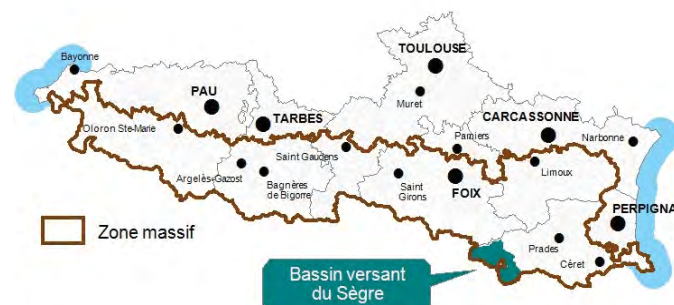 Bayonne
TOULOUSE
PAU
Muret
TARBES
CARCASSONNE
Oloron Ste-Marie
Pamiers
Narbonne
Saint Gaudens
Argelès-Gazost
Bagnères
de Bigorre
Saint
Girons
FOIX
Limoux
PERPIGNA
Zone massif
Prades
Céret
Bassin versant
du Sègre